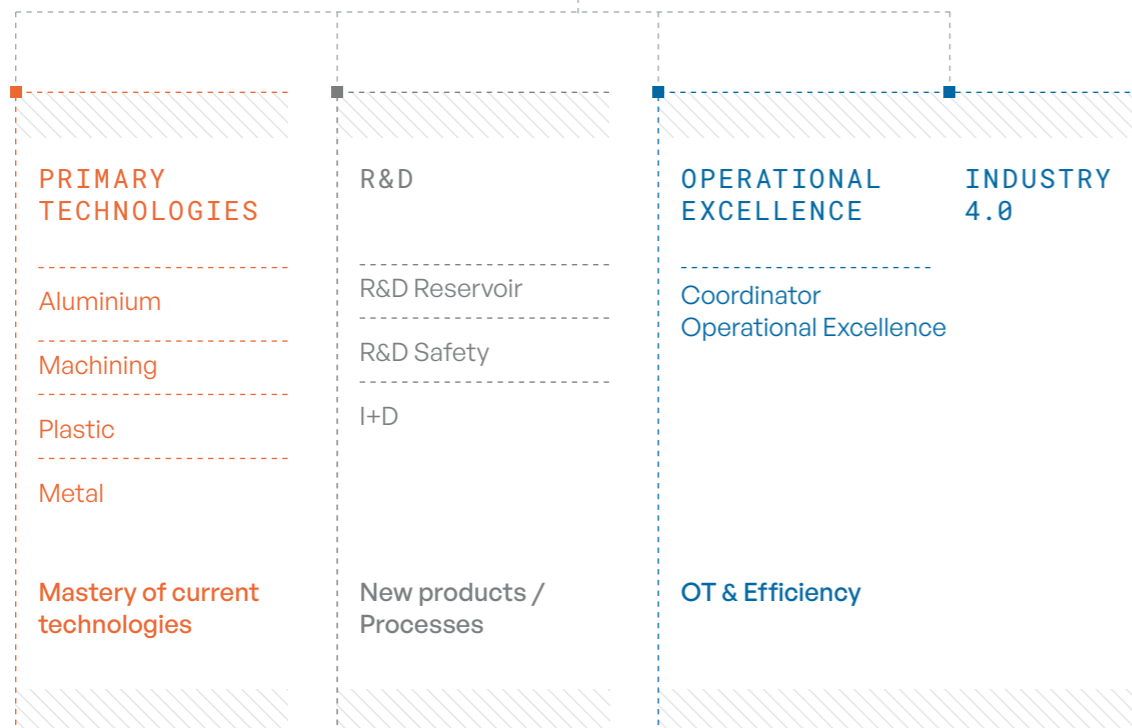 PRIMARY
TECHNOLOGIES
Aluminium
Machining
Plastic
Metal
Mastery of current
technologies
R&D
R&D Reservoir
R&D Safety
I+D
New products /
Processes
OPERATIONAL
EXCELLENCE
Coordinator
Operational Excellence
OT & Efficiency
INDUSTRY
4.0